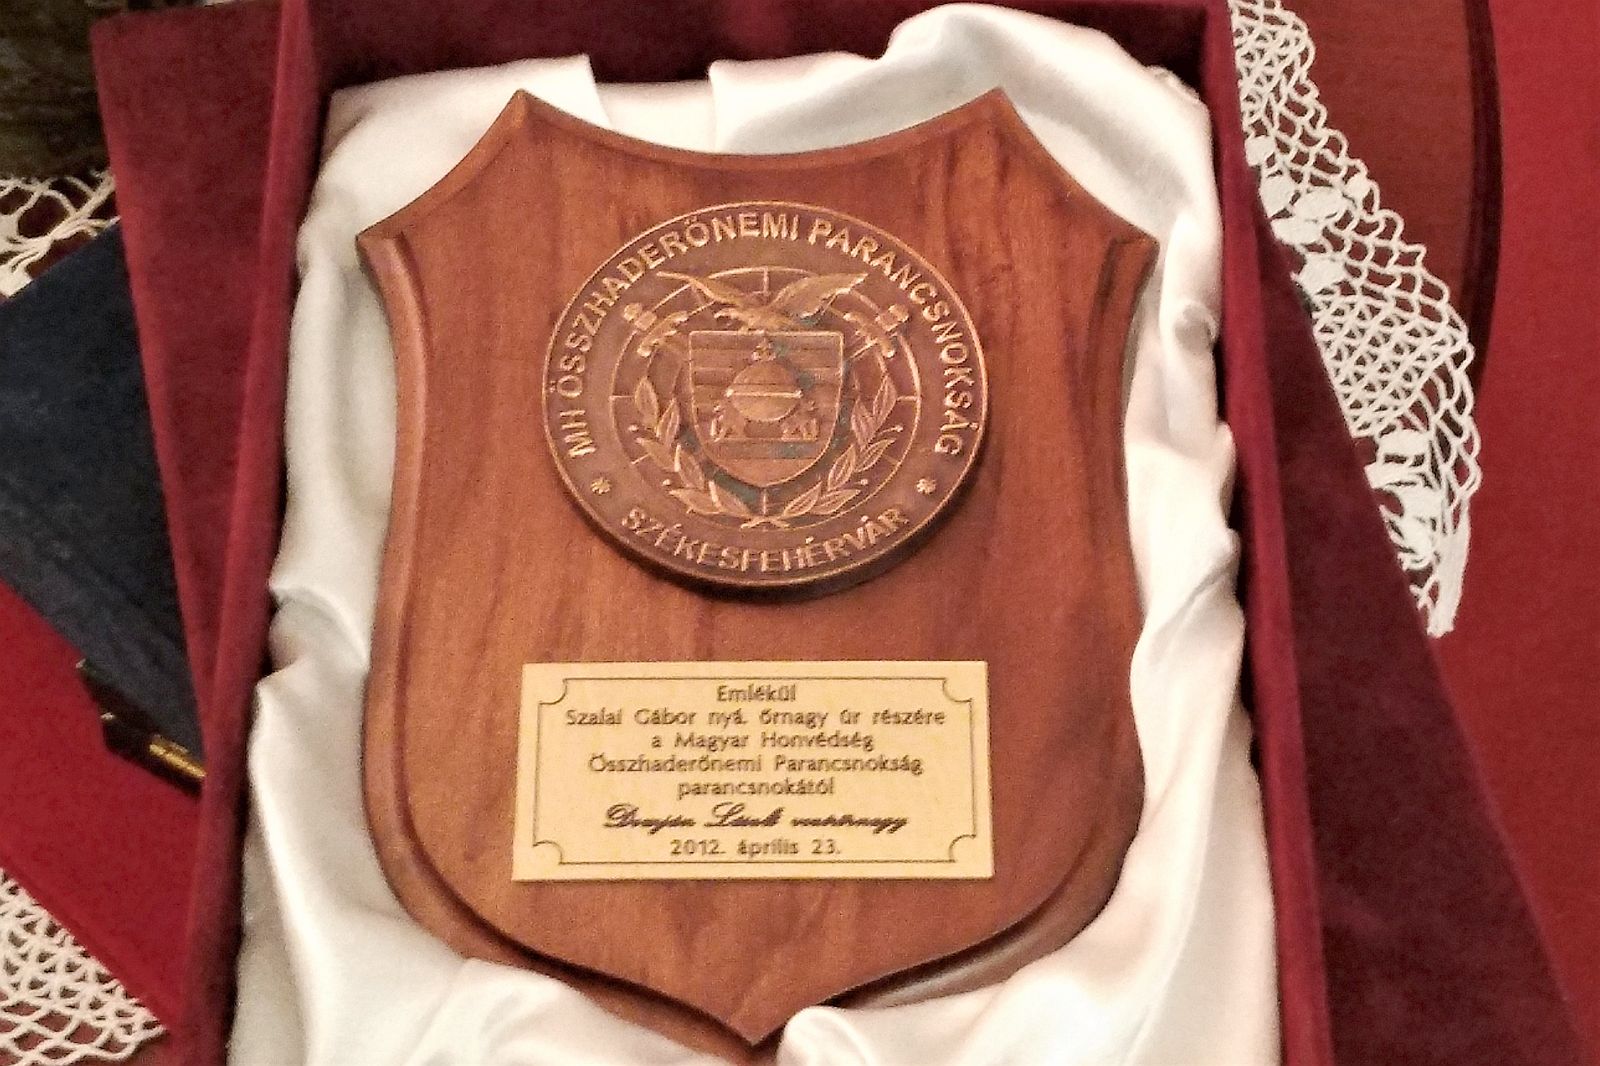 MH ÖSSZHADERŐNEMI PARANCSNOKSÁG
* SZÉKESFEHÉRVÁR *
Emlékül
Szalai Gábor nyá. őrnagy úr részére
a Magyar Honvédség
Összhaderőnemi Parancsnokság
parancsnokától
Domján László vezérőrnagy
2012. április 23.